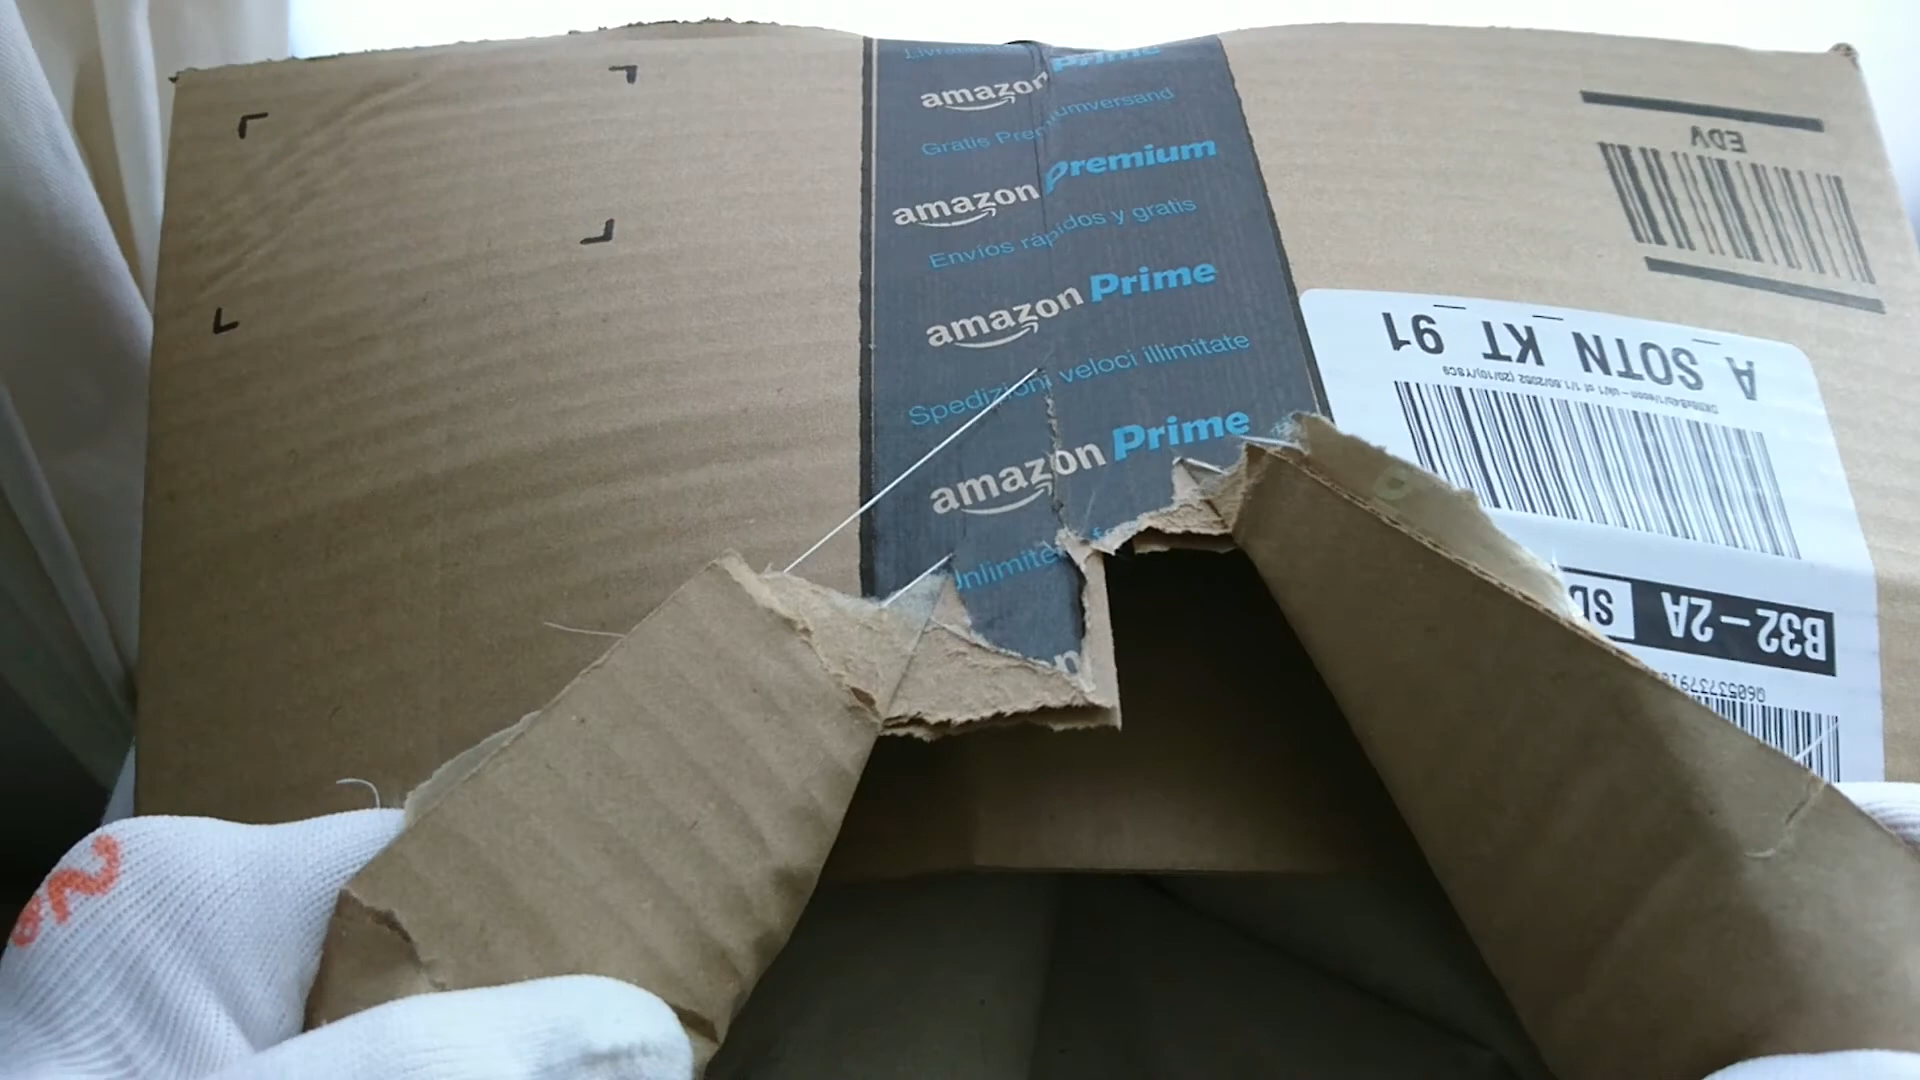 amazon Prime
Gratis Premiumversand
amazon Premium
Envíos rápidos y gratis
amazon Prime
Spedizioni veloci illimitate
amazon Prime
Unlimited
EDV
A SOTN KT 91
B32-2A